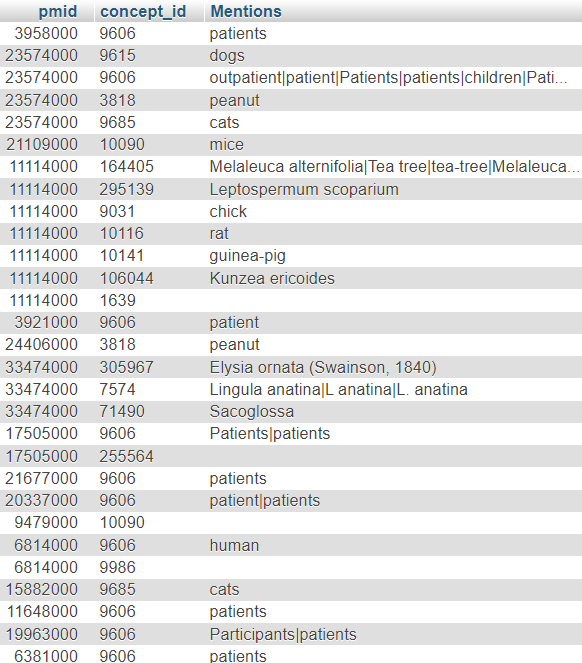 pmid concept_id Mentions
3958000 9606 patients
23574000 9615 dogs
23574000 9606 outpatient|patient|Patients|patients|children|Pati...
23574000 3818 peanut
23574000 9685 cats
21109000 10090 mice
11114000 164405 Melaleuca alternifolia|Tea tree|tea-tree|Melaleuca...
11114000 295139 Leptospermum scoparium
11114000 9031 chick
11114000 10116 rat
11114000 10141 guinea-pig
11114000 106044 Kunzea ericoides
11114000 1639
3921000 9606 patient
24406000 3818 peanut
33474000 305967 Elysia ornata (Swainson, 1840)
33474000 7574 Lingula anatina|L anatina|L. anatina
33474000 71490 Sacoglossa
17505000 9606 Patients|patients
17505000 255564
21677000 9606 patients
20337000 9606 patient|patients
9479000 10090
6814000 9606 human
6814000 9986
15882000 9685 cats
11648000 9606 patients
19963000 9606 Participants|patients
6381000 9606 patients